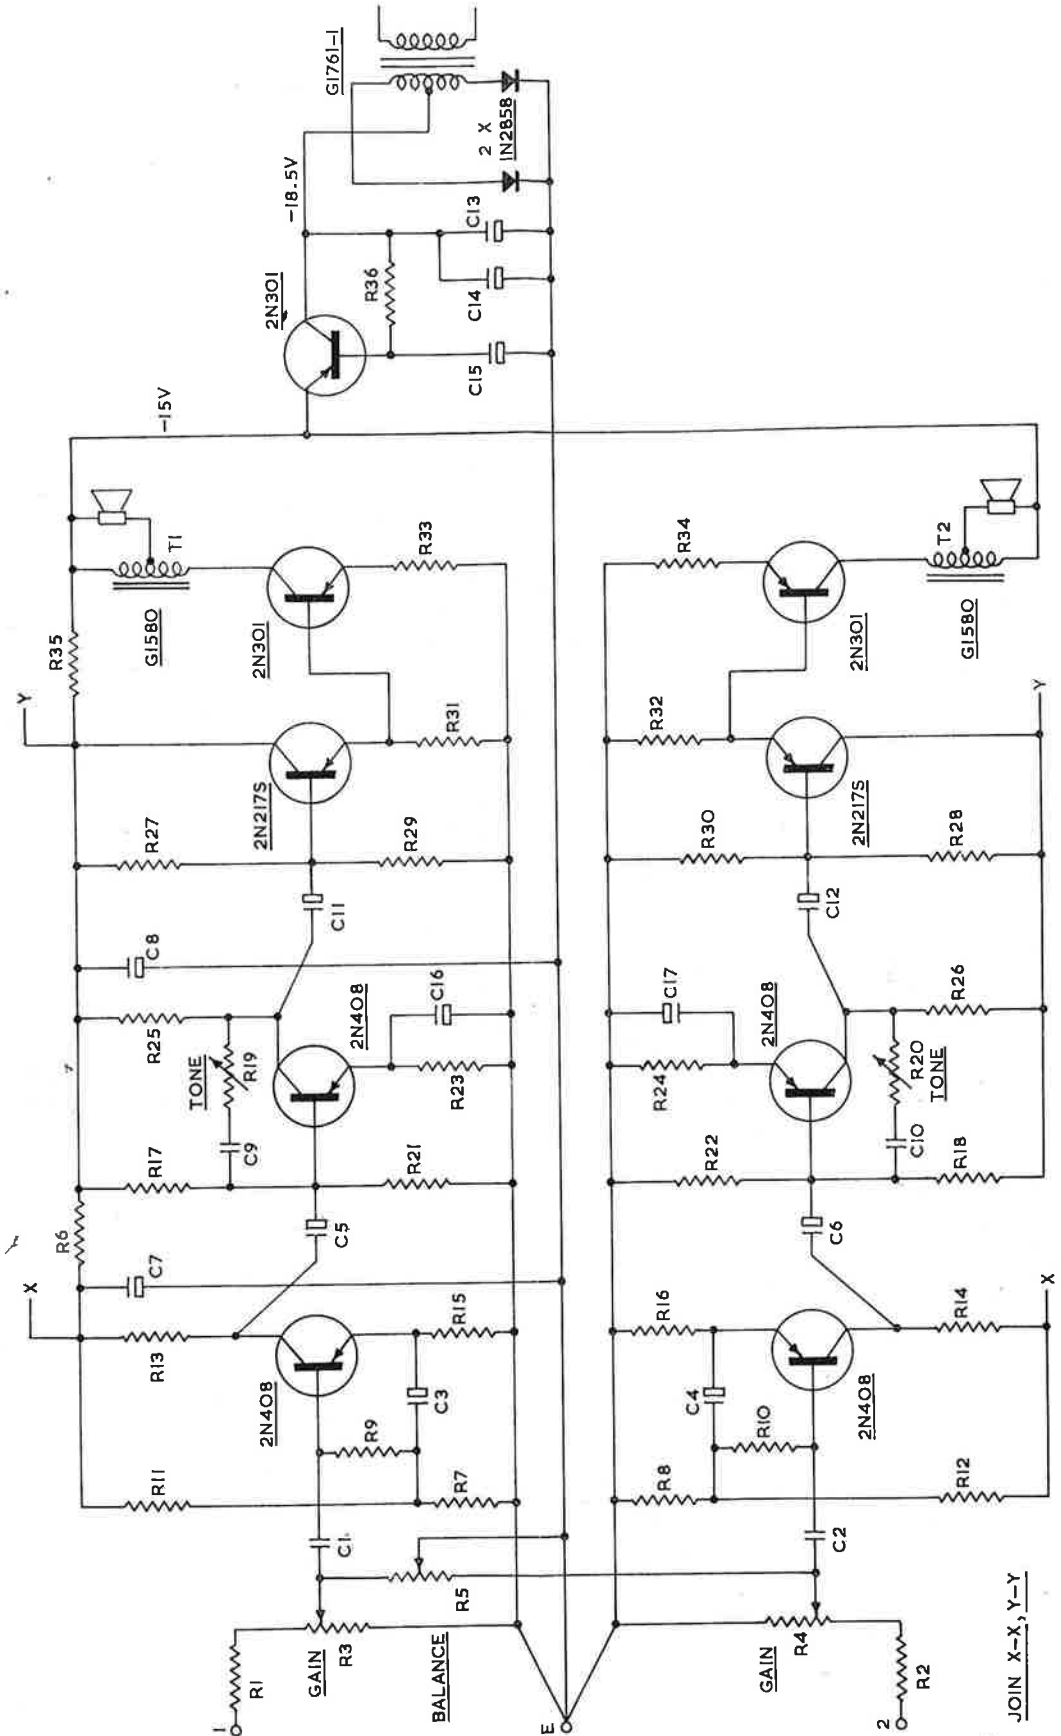 1
R1
GAIN
R3
BALANCE
R5
E
GAIN
R4
R2
2
JOIN X–X, Y–Y
C1
R11
R7
R9
2N408
C3
R13
R15
X
C7
R6
C5
R17
R21
C9
TONE
R19
R25
2N408
R23
C16
C8
C11
R27
R29
2N217S
R31
Y
R35
G1580
T1
2N301
R33
-15V
2N301
-18.5V
R36
C15
C14
C13
2 X
1N2858
G1761-1
C2
R8
R12
R10
C4
2N408
R16
R14
X
C6
R22
R18
C10
R20
TONE
R24
2N408
C17
R26
C12
R30
R28
2N217S
R32
Y
2N301
R34
G1580
T2